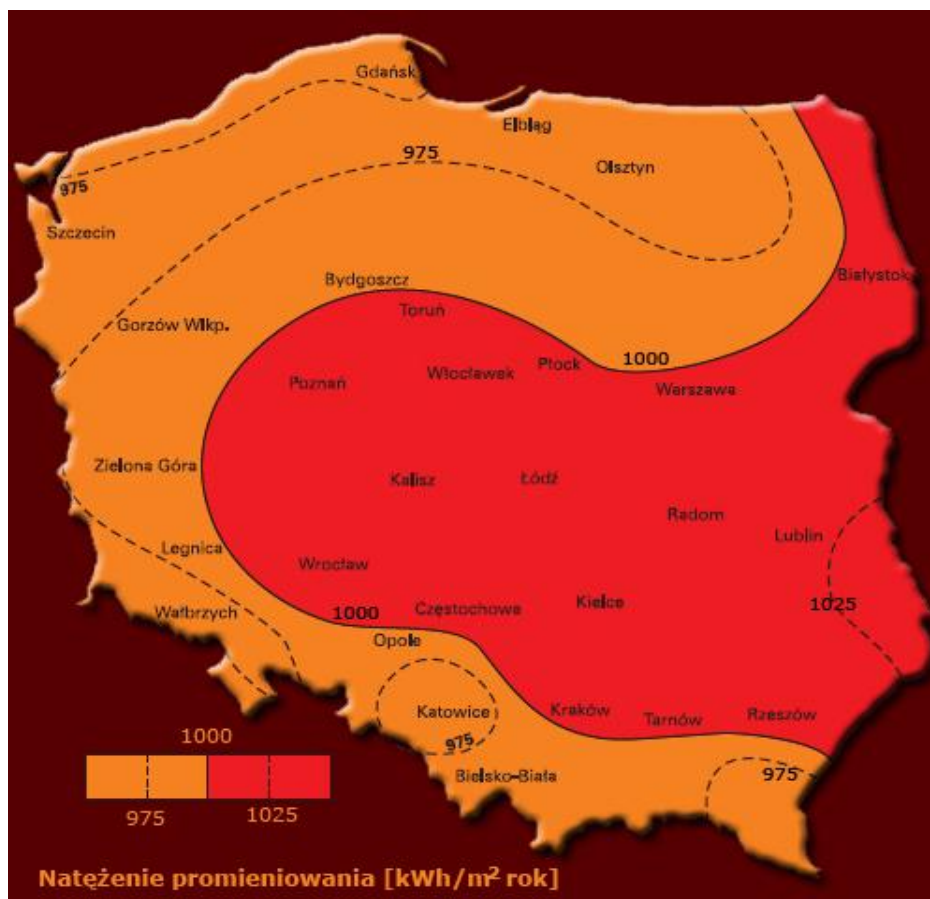 Gdańsk
Elbląg
975
Olsztyn
975
Szczecin
Białystok
Bydgoszcz
Toruń
Gorzów Wlkp.
1000
Płock
Włocławek
Poznań
Warszawa
Zielona Góra
Kalisz
Łódź
Radom
Lublin
Legnica
Wrocław
Kielce
1025
Częstochowe
Wałbrzych
1000
Opole
Katowice
Kraków
Tarnów
Rzeszów
975
Bielsko-Biała
975
1000
975
1025
Natężenie promieniowania [kWh/m² rok]